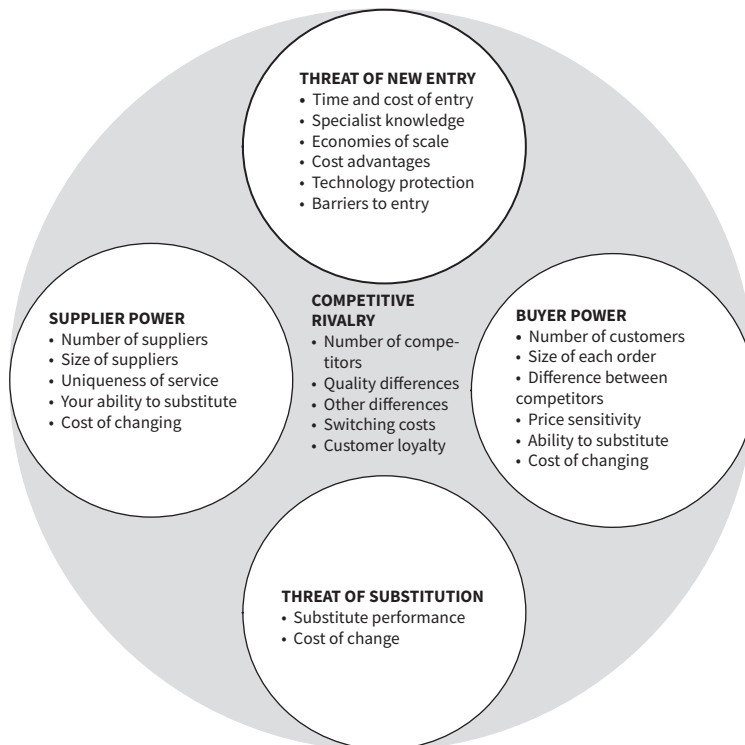 THREAT OF NEW ENTRY
• Time and cost of entry
• Specialist knowledge
• Economies of scale
• Cost advantages
• Technology protection
• Barriers to entry
SUPPLIER POWER
• Number of suppliers
• Size of suppliers
• Uniqueness of service
• Your ability to substitute
• Cost of changing
COMPETITIVE
RIVALRY
• Number of compe-
titors
• Quality differences
• Other differences
• Switching costs
• Customer loyalty
BUYER POWER
• Number of customers
• Size of each order
• Difference between
competitors
• Price sensitivity
• Ability to substitute
• Cost of changing
THREAT OF SUBSTITUTION
• Substitute performance
• Cost of change